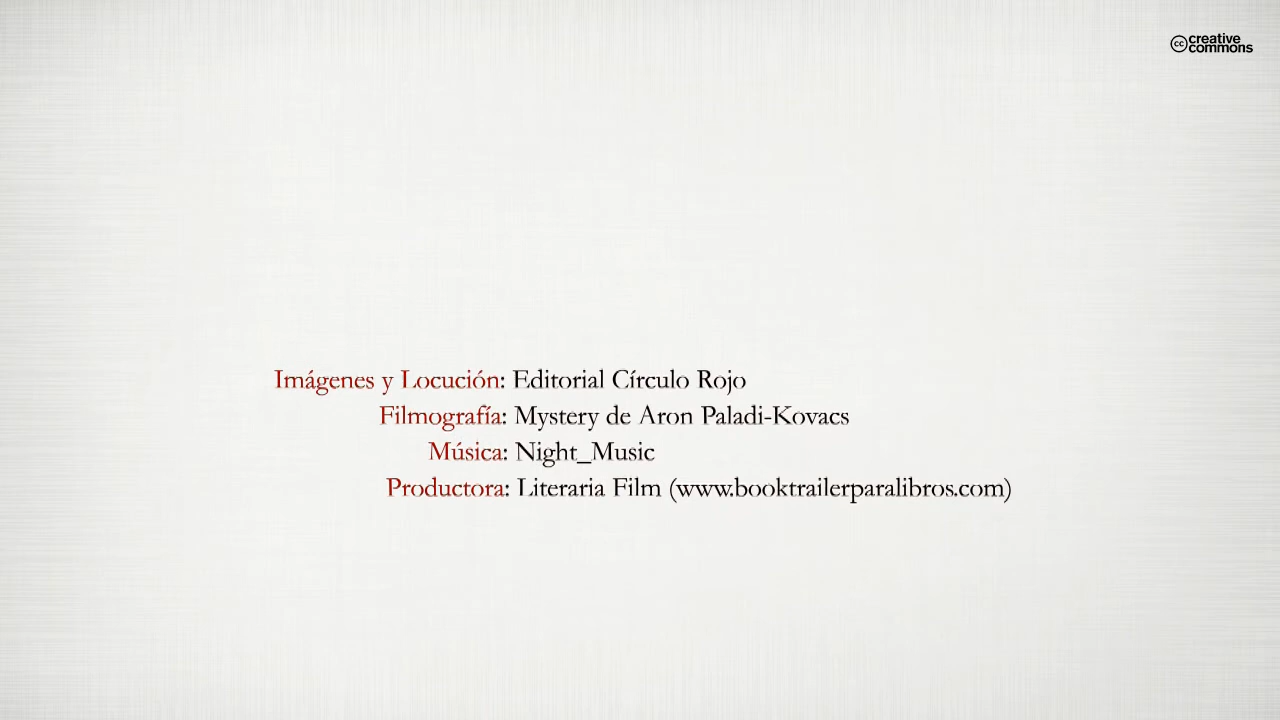 cc creative
commons
Imágenes y Locución: Editorial Círculo Rojo
Filmografía: Mystery de Aron Paladi-Kovacs
Música: Night_Music
Productora: Literaria Film (www.booktrailerparalibros.com)